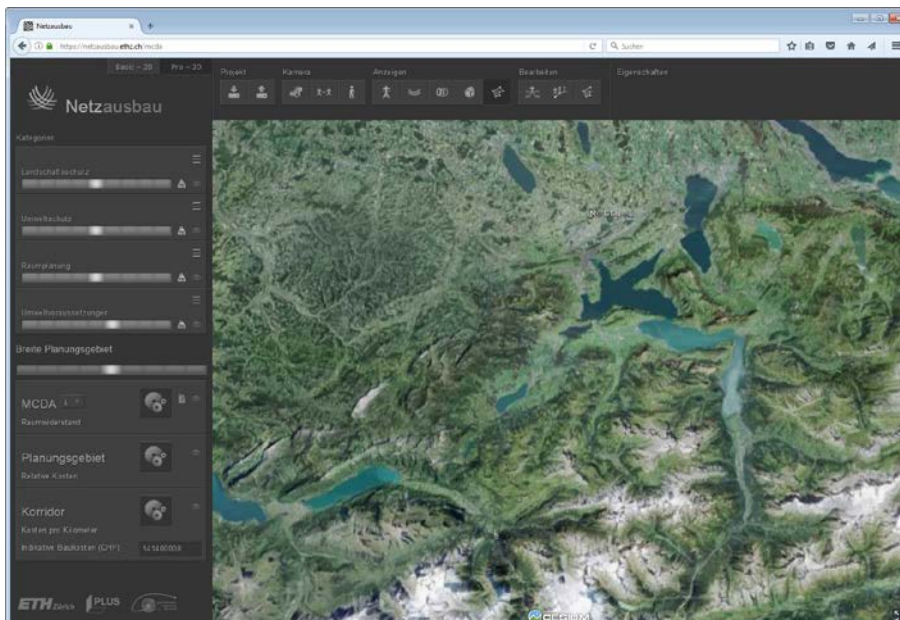 Netzausbau
https://netzausbau.ethz.ch/mcda
Suchen
Basic – 2D Pro – 3D
Netzausbau
Projekt Kamera Anzeigen Bearbeiten Eigenschaften
Kategorien
Landschaftsschutz
Umweltschutz
Raumplanung
Umweltvoraussetzungen
Breite Planungsgebiet
MCDA
Raumwiderstand
Planungsgebiet
Relative Kosten
Korridor
Kosten pro Kilometer
Indikative Baukosten (CHF):
ETH Zürich PLUS
CESIUM